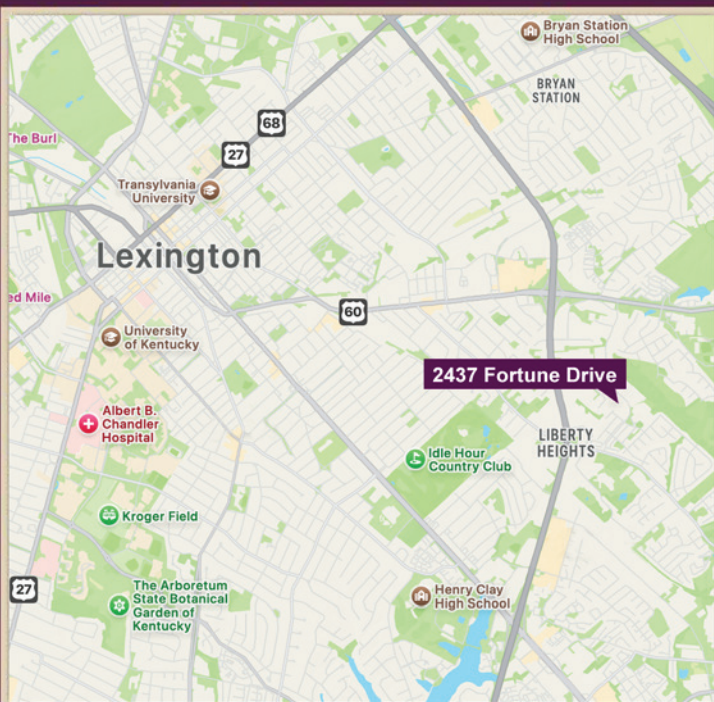 Bryan Station
High School
BRYAN
STATION
68
27
The Burl
Transylvania
University
Lexington
ed Mile
60
University
of Kentucky
2437 Fortune Drive
Albert B.
Chandler
Hospital
LIBERTY
HEIGHTS
Idle Hour
Country Club
Kroger Field
27
The Arboretum
State Botanical
Garden of
Kentucky
Henry Clay
High School